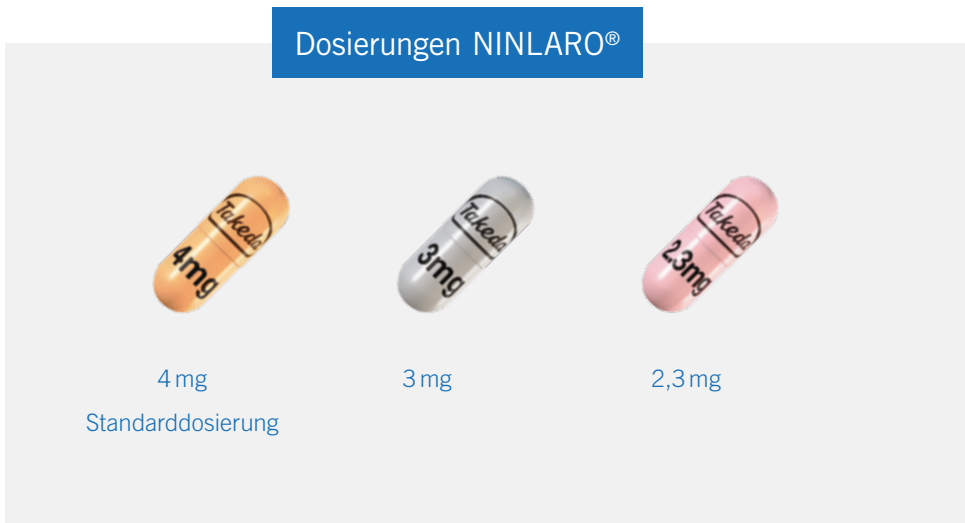 Dosierungen NINLARO®
Takeda
4mg
Takeda
3mg
Takeda
2,3mg
4 mg
3 mg
2,3 mg
Standarddosierung